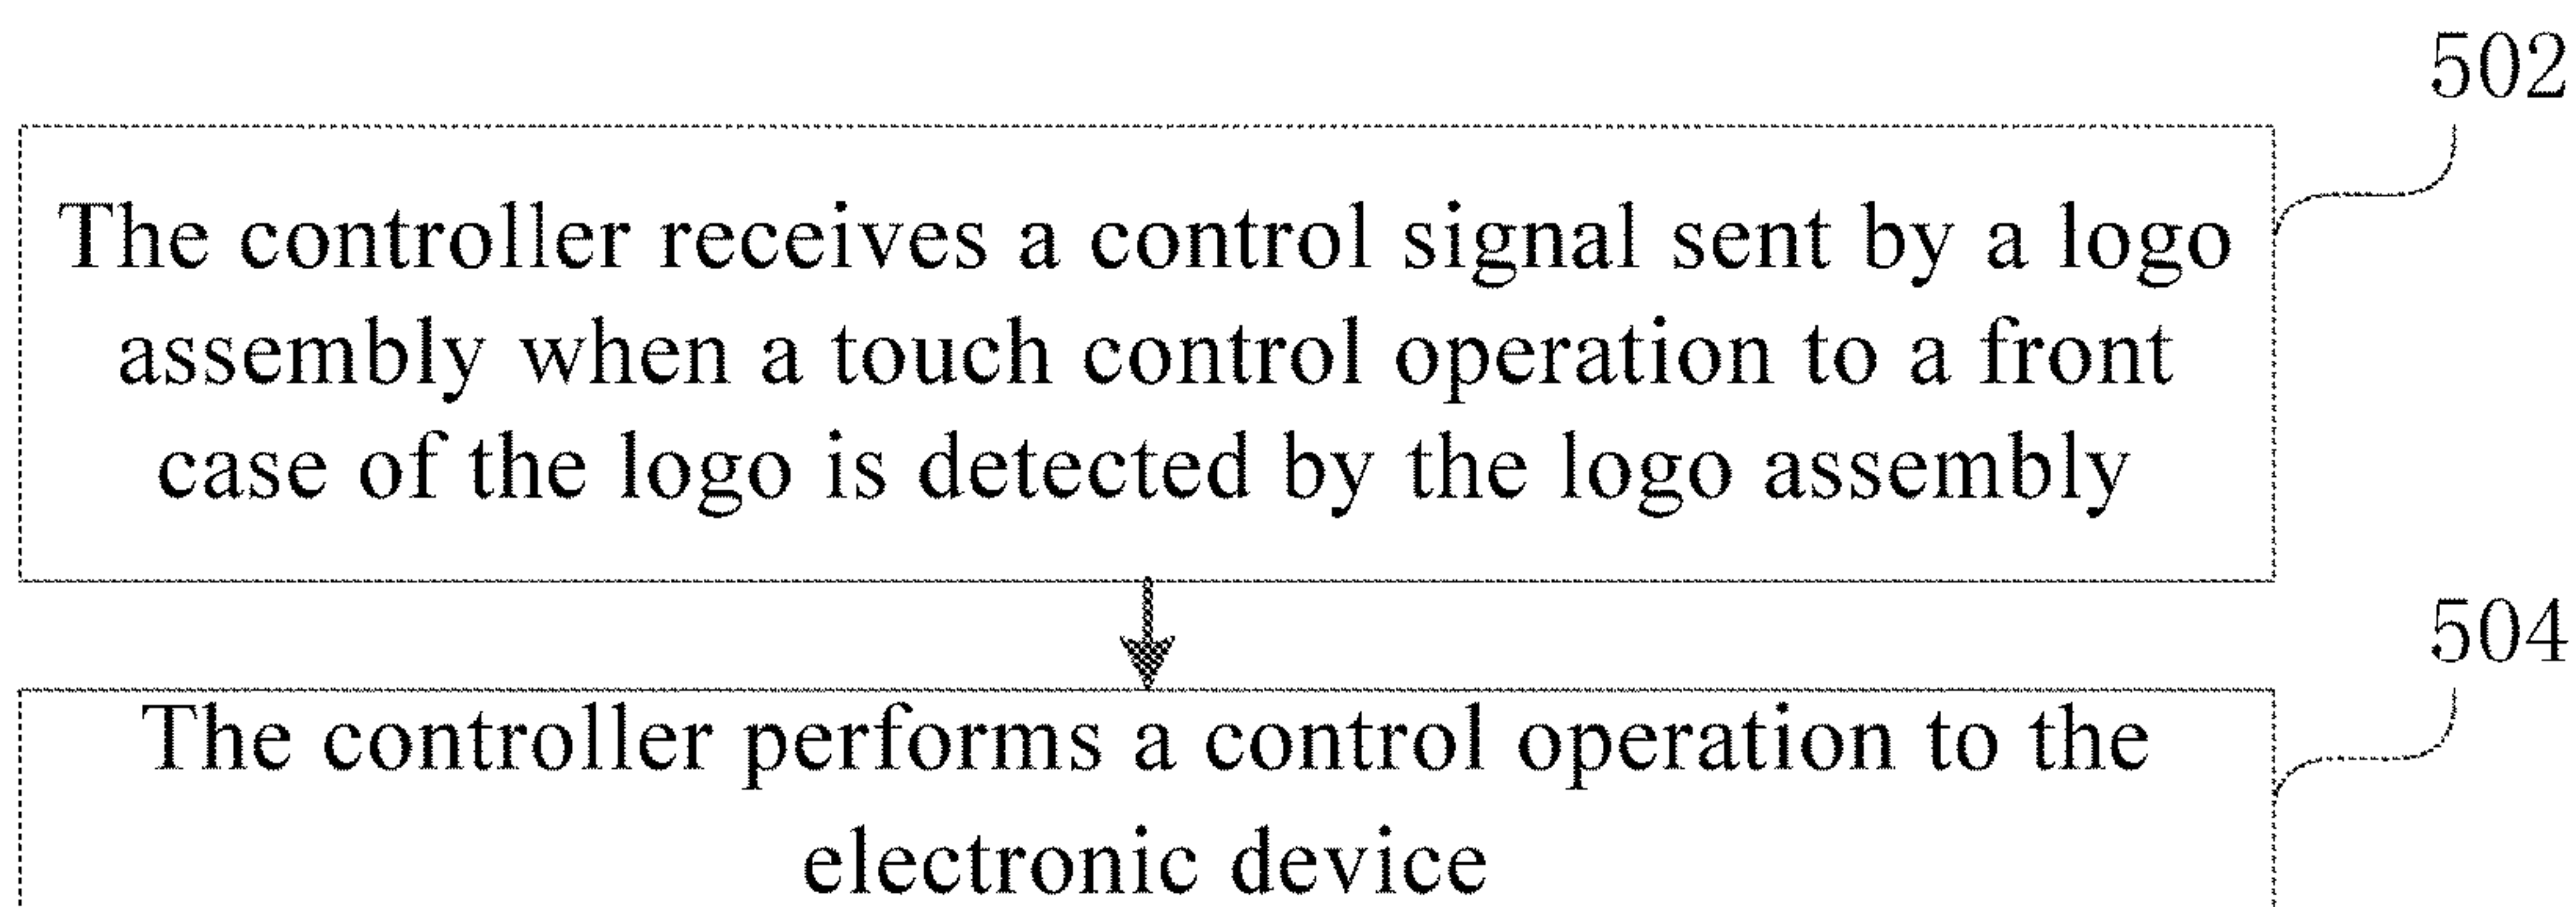 502
The controller receives a control signal sent by a logo
assembly when a touch control operation to a front
case of the logo is detected by the logo assembly
504
The controller performs a control operation to the
electronic device